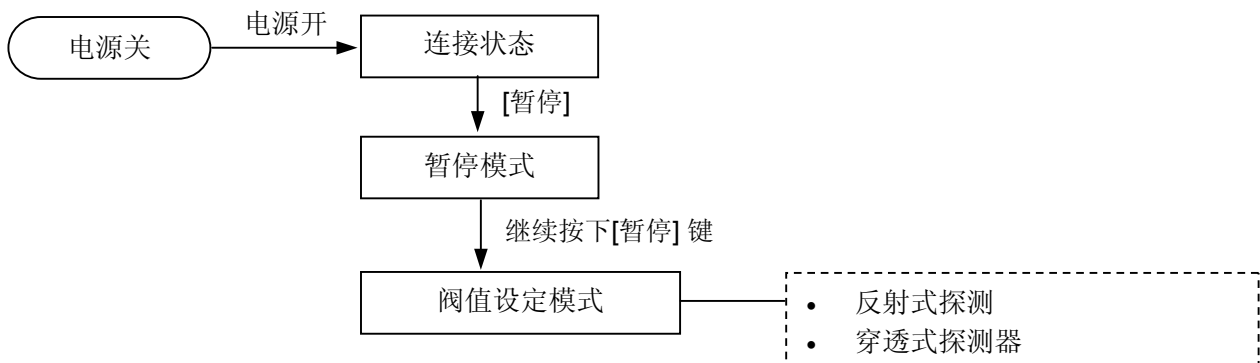 电源关
电源开
连接状态
[暂停]
暂停模式
继续按下[暂停] 键
阀值设定模式
• 反射式探测
• 穿透式探测器